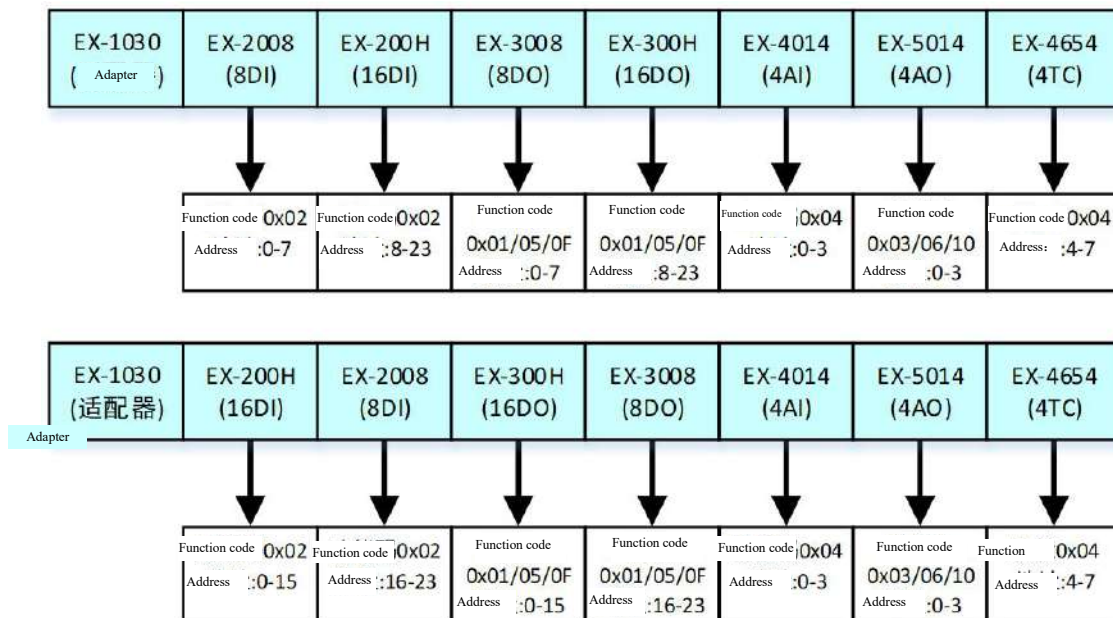 EX-1030 EX-2008 EX-200H EX-3008 EX-300H EX-4014 EX-5014 EX-4654
( Adapter ) (8DI) (16DI) (8DO) (16DO) (4AI) (4AO) (4TC)
Function code 0x02 Function code 0x02 Function code Function code Function code 0x04 Function code Function code 0x04
Address :0-7 Address :8-23 0x01/05/0F 0x01/05/0F Address :0-3 0x03/06/10 Address: :4-7
Address :0-7 Address :8-23 Address :0-3
EX-1030 EX-200H EX-2008 EX-300H EX-3008 EX-4014 EX-5014 EX-4654
(适配器) (16DI) (8DI) (16DO) (8DO) (4AI) (4AO) (4TC)
Adapter
Function code 0x02 Function code 0x02 Function code Function code Function code 0x04 Function code Function 0x04
Address :0-15 Address :16-23 0x01/05/0F 0x01/05/0F Address :0-3 0x03/06/10 Address :4-7
Address :0-15 Address :16-23 Address :0-3